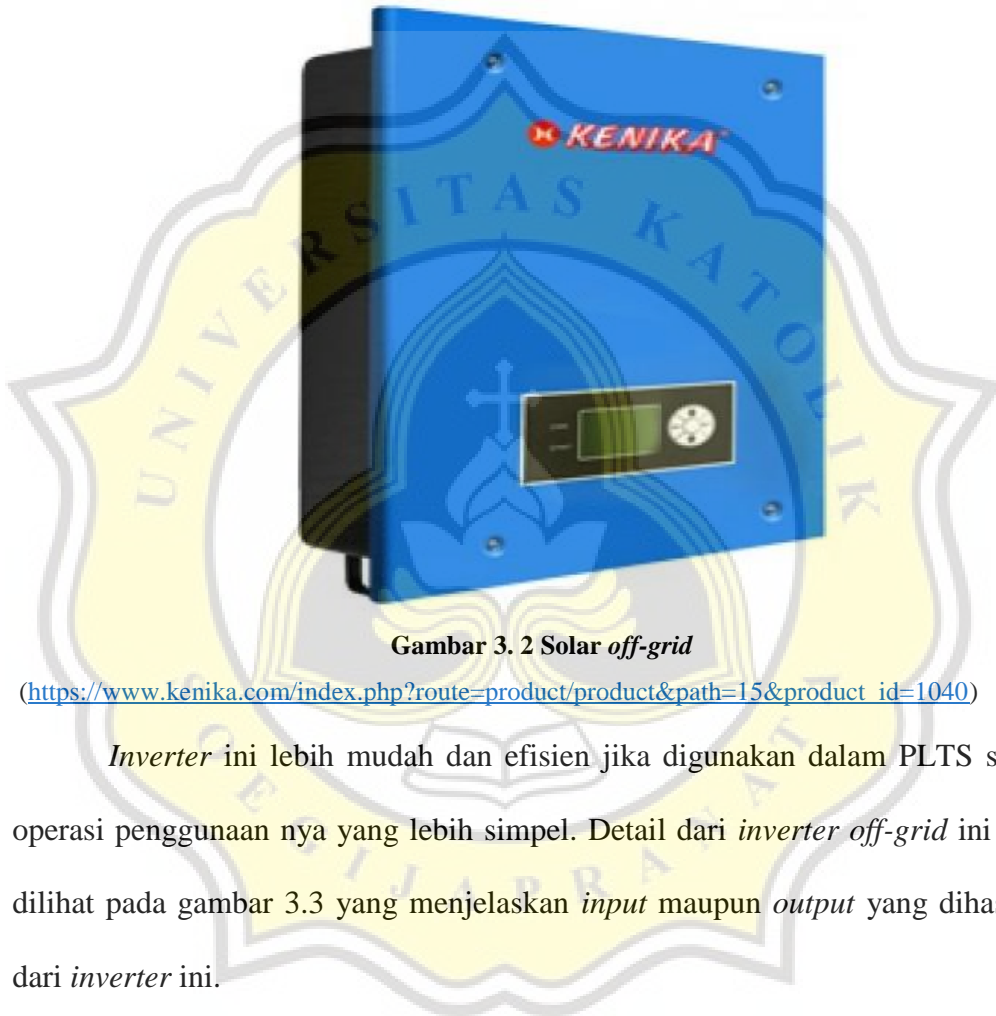 KENIKA
UNIVERSITAS KATOLIK
Gambar 3. 2 Solar off-grid
(https://www.kenika.com/index.php?route=product/product&path=15&product_id=1040)
Inverter ini lebih mudah dan efisien jika digunakan dalam PLTS s
operasi penggunaan nya yang lebih simpel. Detail dari inverter off-grid ini
dilihat pada gambar 3.3 yang menjelaskan input maupun output yang diha
dari inverter ini.
SOEGIJAPRANATA